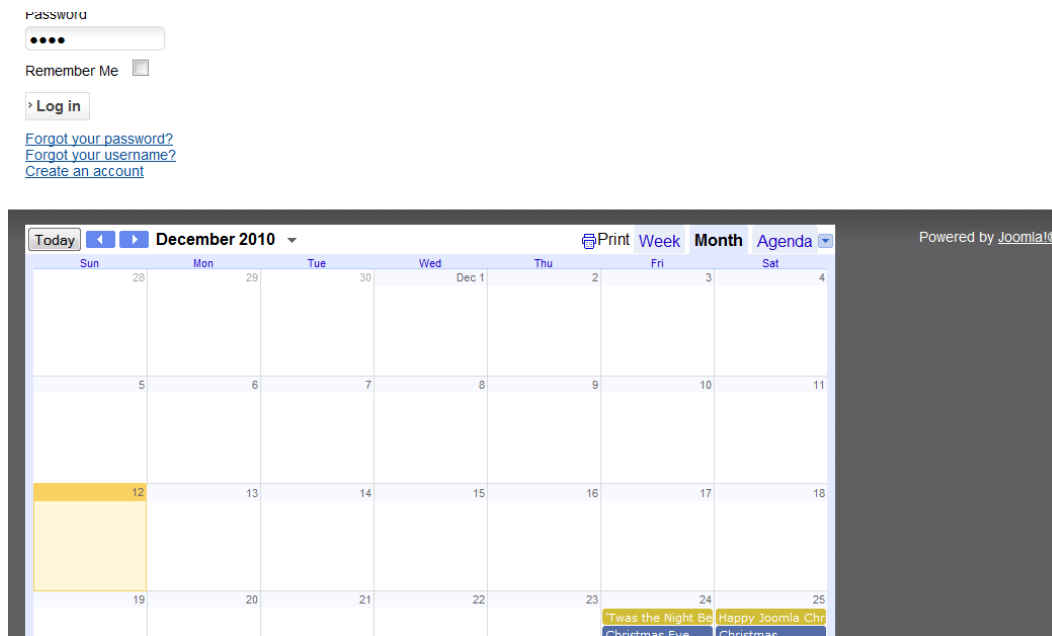 Password
••••
Remember Me
› Log in
Forgot your password?
Forgot your username?
Create an account
Today December 2010 Print Week Month Agenda
Powered by Joomla!
Sun Mon Tue Wed Thu Fri Sat
28 29 30 Dec 1 2 3 4
5 6 7 8 9 10 11
12 13 14 15 16 17 18
19 20 21 22 23 24 25
'Twas the Night Be Happy Joomla Chr
Christmas Eve Christmas